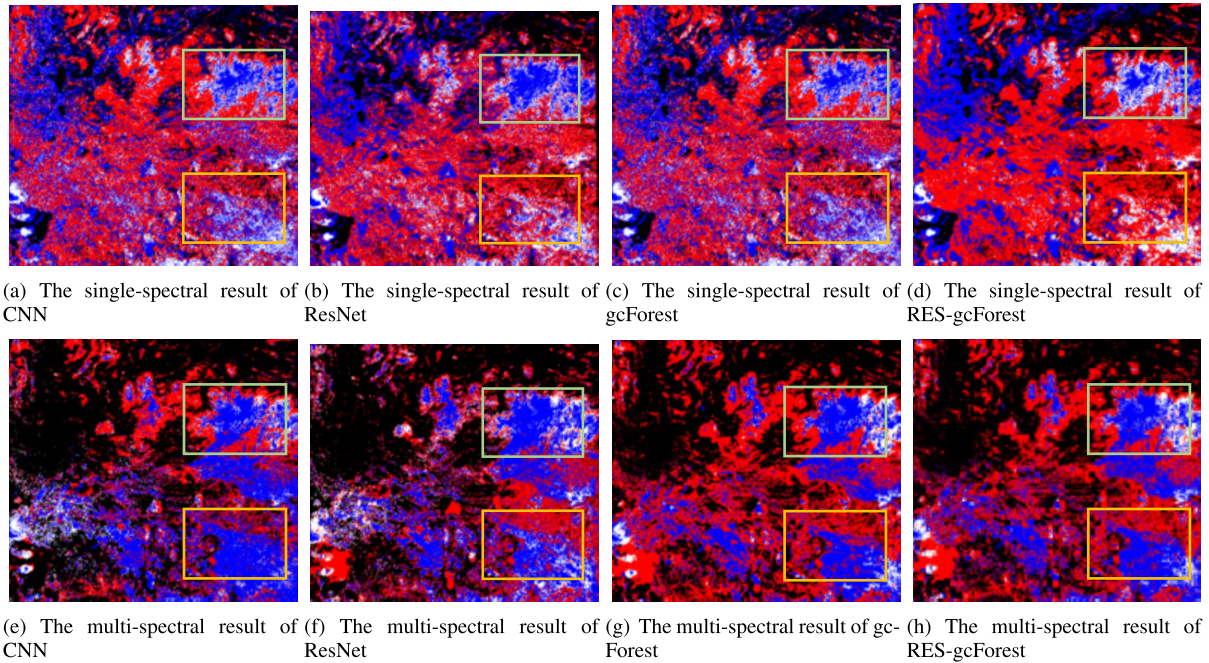 (a) The single-spectral result of CNN
(b) The single-spectral result of ResNet
(c) The single-spectral result of gcForest
(d) The single-spectral result of RES-gcForest
(e) The multi-spectral result of CNN
(f) The multi-spectral result of ResNet
(g) The multi-spectral result of gc-
Forest
(h) The multi-spectral result of RES-gcForest